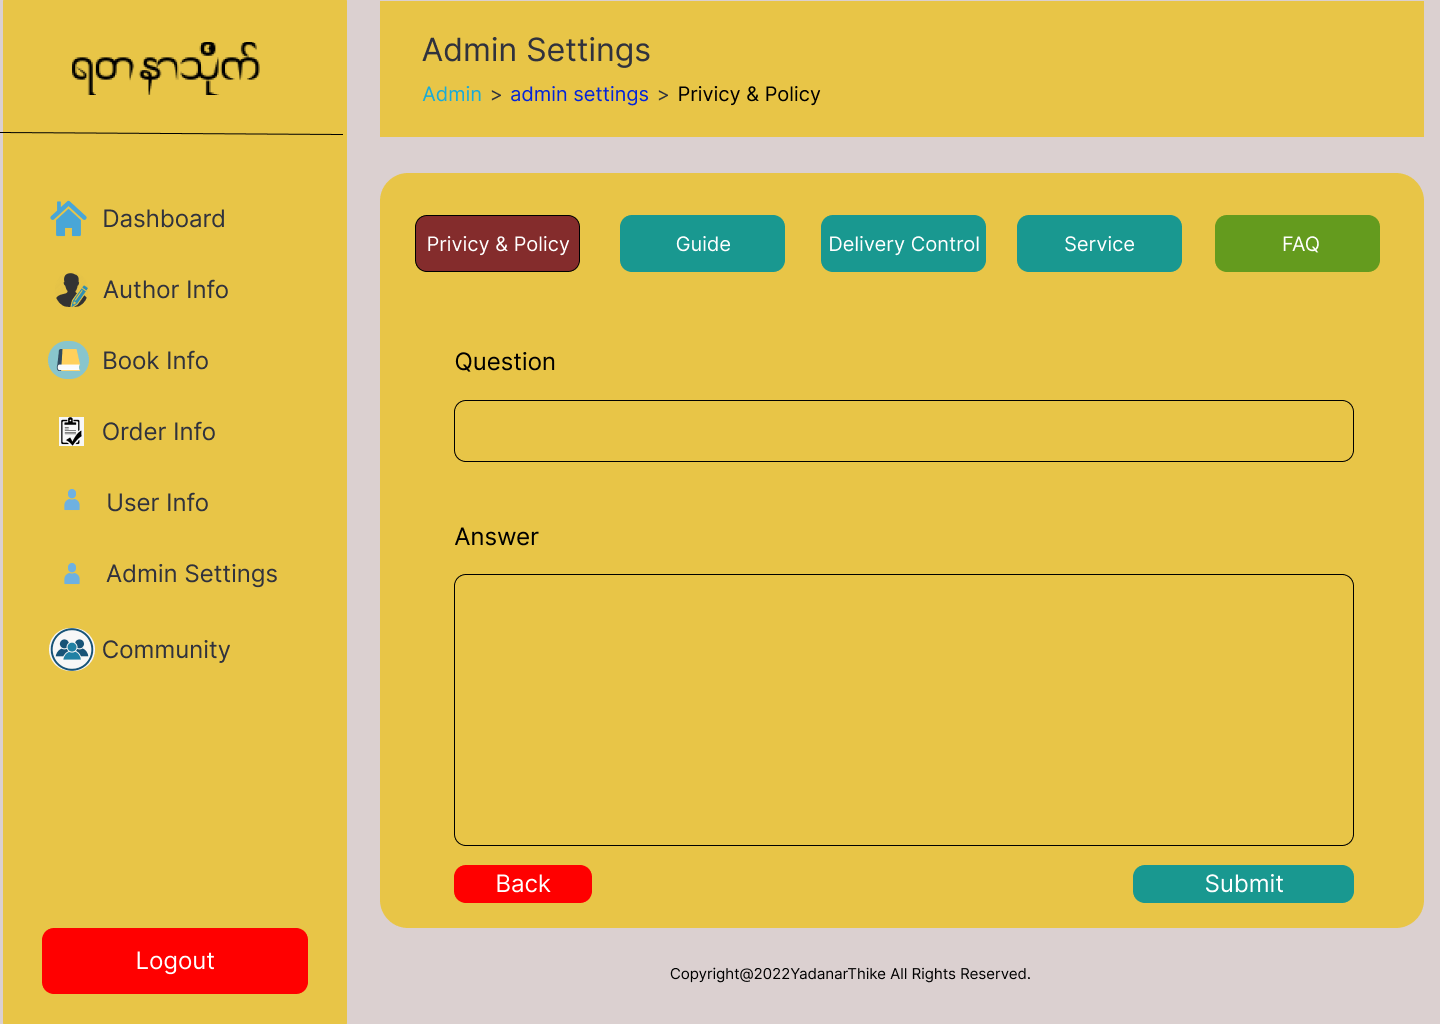 ရတနာသိုက်
Dashboard
Author Info
Book Info
Order Info
User Info
Admin Settings
Community
Logout
Admin Settings
Admin > admin settings > Privicy & Policy
Privicy & Policy Guide Delivery Control Service FAQ
Question
Answer
Back Submit
Copyright@2022YadanarThike All Rights Reserved.